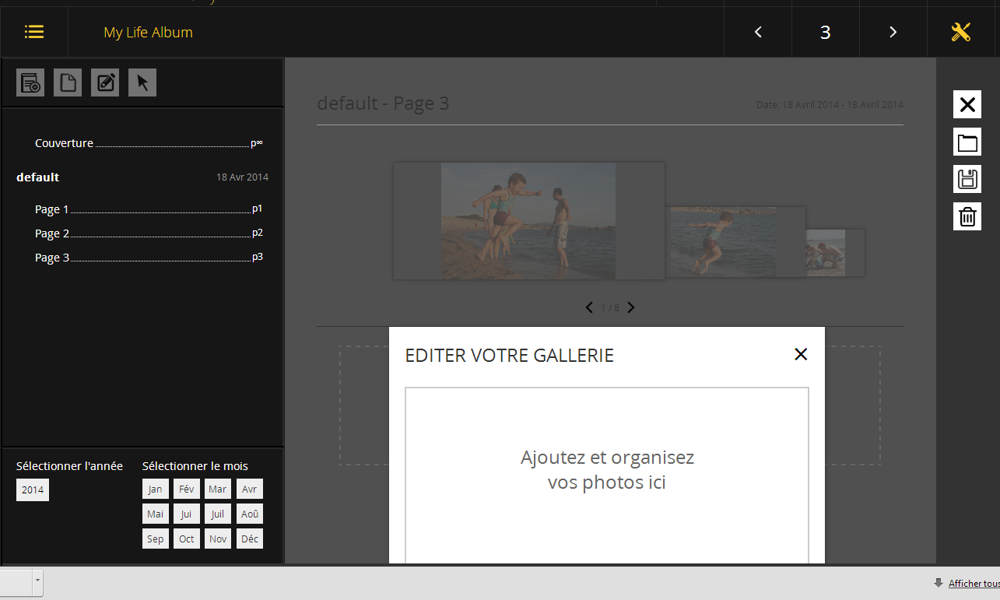 My Life Album
3
default - Page 3
Date: 18 Avril 2014 - 18 Avril 2014
Couverture p∞
default 18 Avr 2014
Page 1 p1
Page 2 p2
Page 3 p3
1 / 8
EDITER VOTRE GALLERIE
Ajoutez et organisez
vos photos ici
Sélectionner l'année
2014
Sélectionner le mois
Jan Fév Mar Avr
Mai Jui Juil Aoû
Sep Oct Nov Déc
Afficher tous